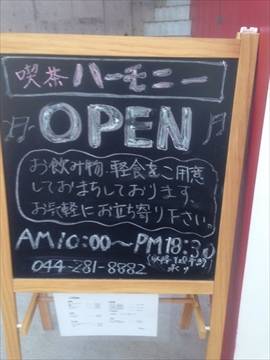 喫茶 ハーモニー
OPEN
お飲み物、軽食をご用意
しておまちしております。
お気軽にお立ち寄り下さい。
AM10:00～PM18:30
044-281-8882